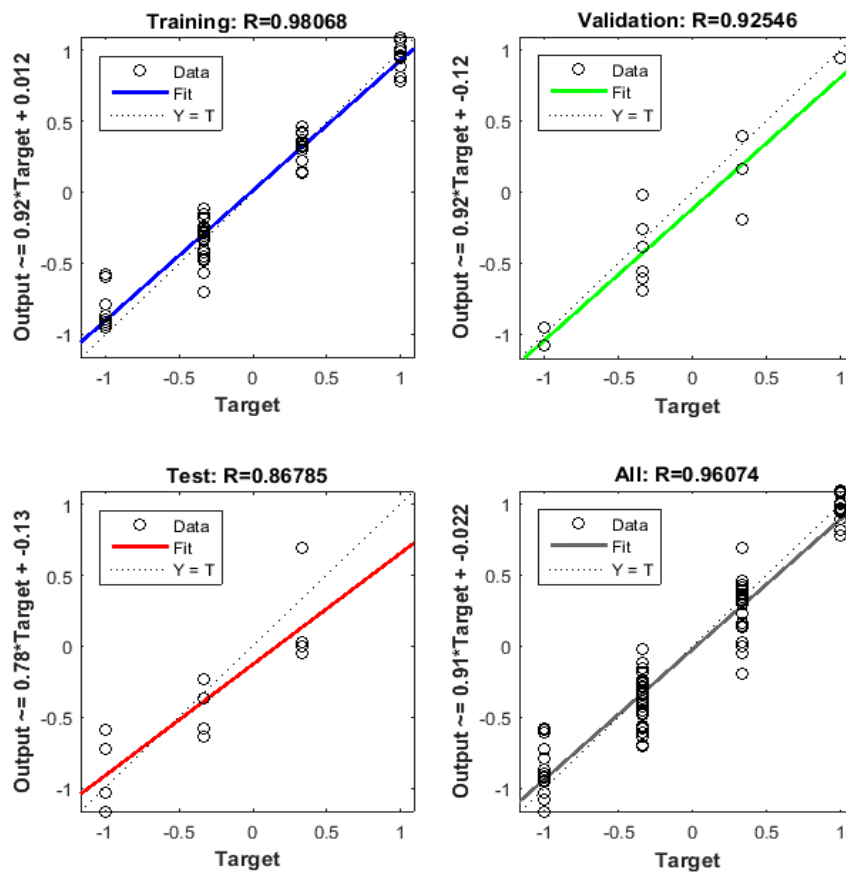 Training: R=0.98068
Output ~= 0.92*Target + 0.012
1
0.5
0
-0.5
-1
Data
Fit
Y = T
-1
-0.5
0
0.5
1
Target
Validation: R=0.92546
Output ~= 0.92*Target + -0.12
1
0.5
0
-0.5
-1
Data
Fit
Y = T
-1
-0.5
0
0.5
1
Target
Test: R=0.86785
Output ~= 0.78*Target + -0.13
1
0.5
0
-0.5
-1
Data
Fit
Y = T
-1
-0.5
0
0.5
1
Target
All: R=0.96074
Output ~= 0.91*Target + -0.022
1
0.5
0
-0.5
-1
Data
Fit
Y = T
-1
-0.5
0
0.5
1
Target